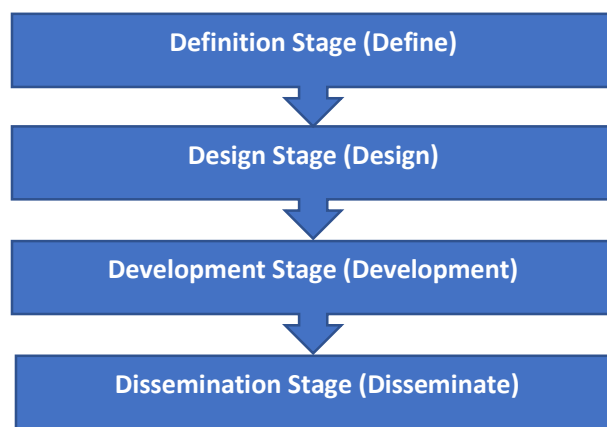 Definition Stage (Define)
Design Stage (Design)
Development Stage (Development)
Dissemination Stage (Disseminate)